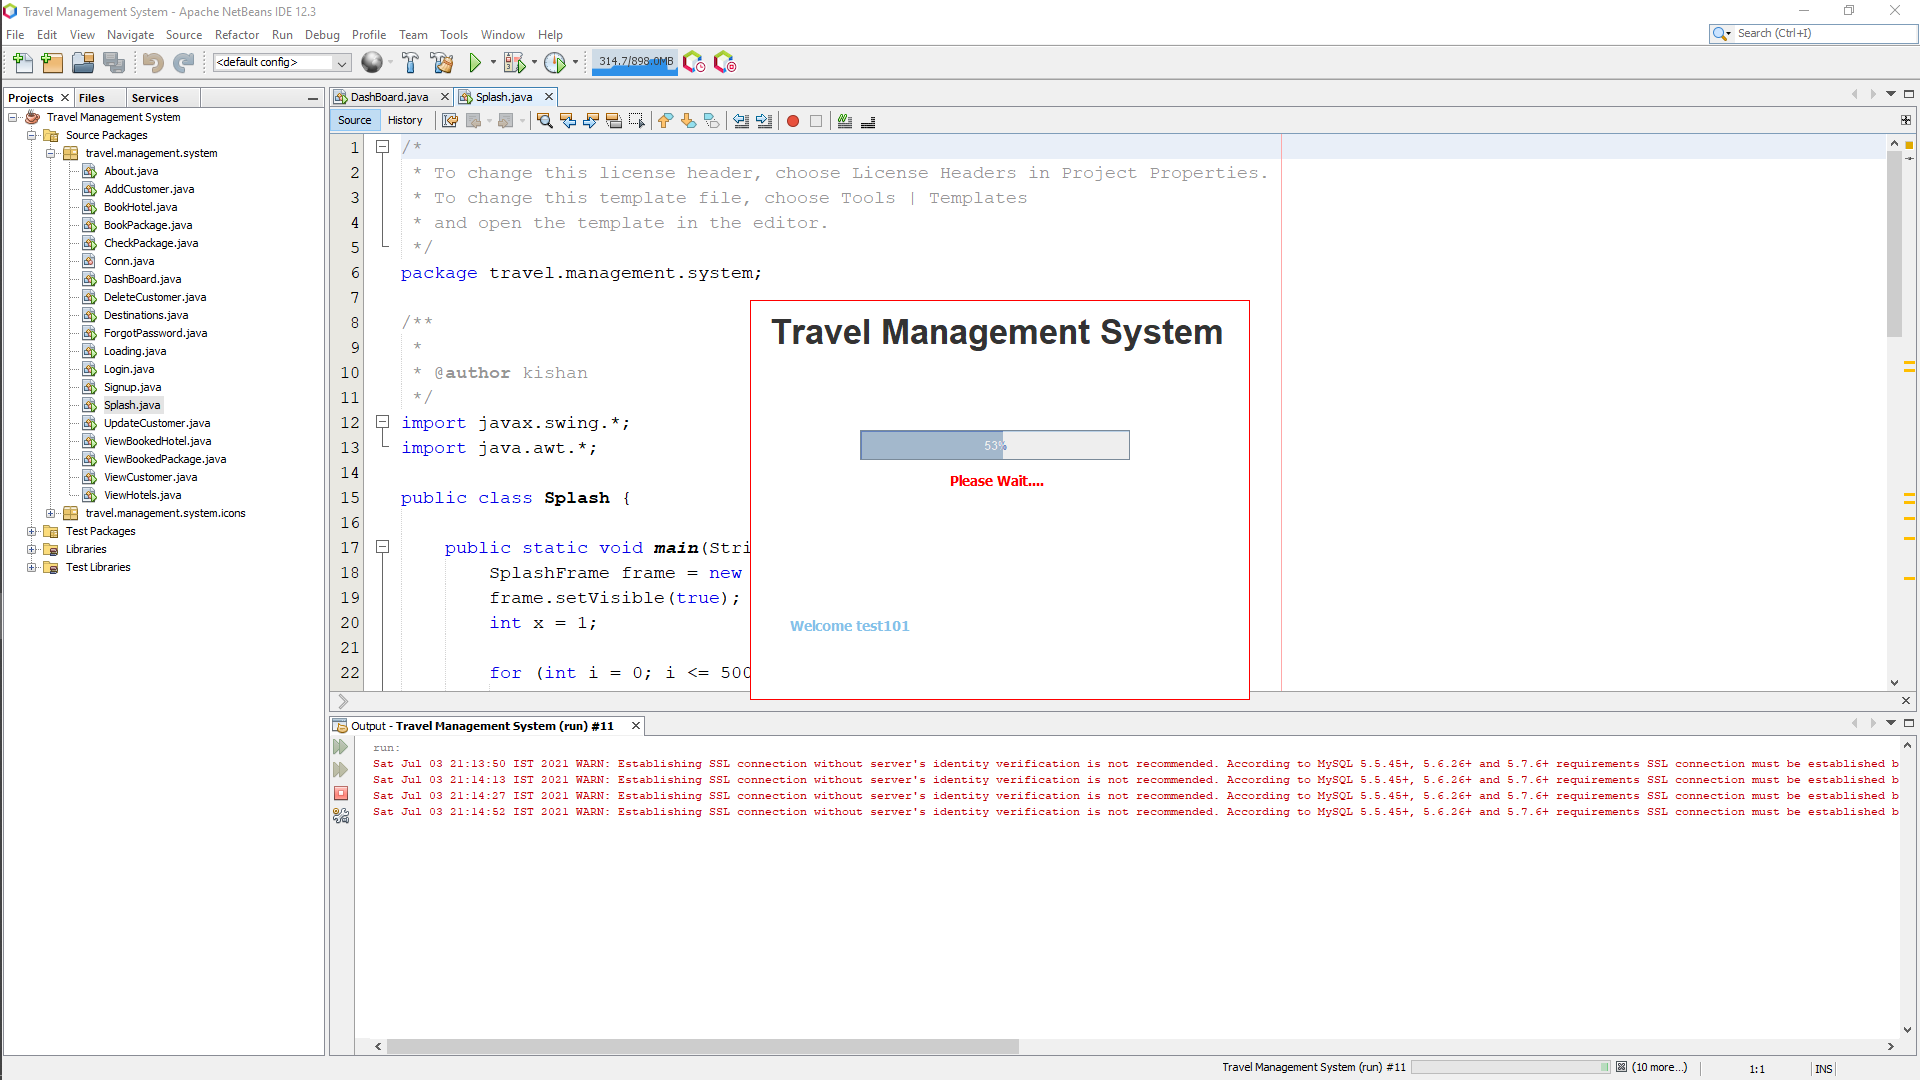 Travel Management System - Apache NetBeans IDE 12.3
File Edit View Navigate Source Refactor Run Debug Profile Team Tools Window Help
Search (Ctrl+I)
<default config>
314.7/898.0MB
Projects Files Services
Travel Management System
Source Packages
travel.management.system
About.java
AddCustomer.java
BookHotel.java
BookPackage.java
CheckPackage.java
Conn.java
DashBoard.java
DeleteCustomer.java
Destinations.java
ForgotPassword.java
Loading.java
Login.java
Signup.java
Splash.java
UpdateCustomer.java
ViewBookedHotel.java
ViewBookedPackage.java
ViewCustomer.java
ViewHotels.java
travel.management.system.icons
Test Packages
Libraries
Test Libraries
DashBoard.java Splash.java
Source History
1 /*
2 * To change this license header, choose License Headers in Project Properties.
3 * To change this template file, choose Tools | Templates
4 * and open the template in the editor.
5 */
6 package travel.management.system;
7
8 /**
9 *
10 * @author kishan
11 */
12 import javax.swing.*;
13 import java.awt.*;
14
15 public class Splash {
16
17 public static void main(Stri
18 SplashFrame frame = new
19 frame.setVisible(true);
20 int x = 1;
21
22 for (int i = 0; i <= 500
Travel Management System
53%
Please Wait....
Welcome test101
Output - Travel Management System (run) #11
run:
Sat Jul 03 21:13:50 IST 2021 WARN: Establishing SSL connection without server's identity verification is not recommended. According to MySQL 5.5.45+, 5.6.26+ and 5.7.6+ requirements SSL connection must be established b
Sat Jul 03 21:14:13 IST 2021 WARN: Establishing SSL connection without server's identity verification is not recommended. According to MySQL 5.5.45+, 5.6.26+ and 5.7.6+ requirements SSL connection must be established b
Sat Jul 03 21:14:27 IST 2021 WARN: Establishing SSL connection without server's identity verification is not recommended. According to MySQL 5.5.45+, 5.6.26+ and 5.7.6+ requirements SSL connection must be established b
Sat Jul 03 21:14:52 IST 2021 WARN: Establishing SSL connection without server's identity verification is not recommended. According to MySQL 5.5.45+, 5.6.26+ and 5.7.6+ requirements SSL connection must be established b
Travel Management System (run) #11 (10 more...) 1:1 INS